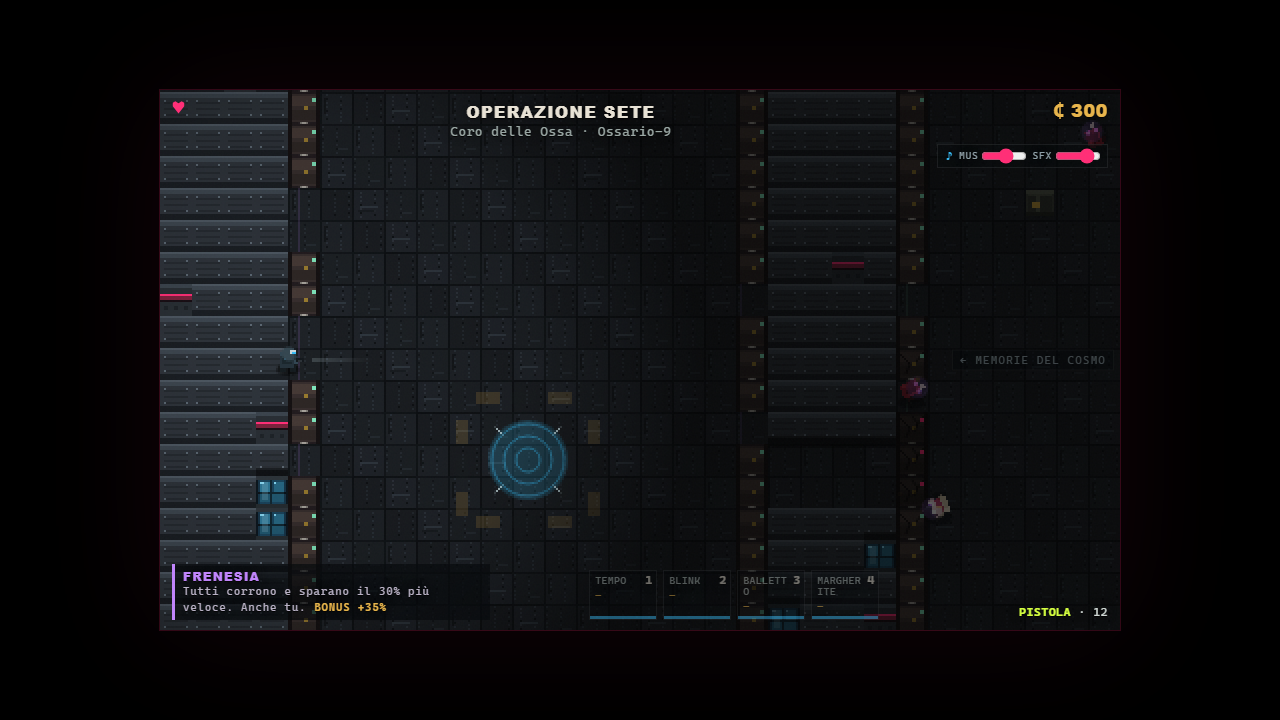 OPERAZIONE SETE
Coro delle Ossa · Ossario-9
₵ 300
♪ MUS SFX
← MEMORIE DEL COSMO
FRENESIA
Tutti corrono e sparano il 30% più
veloce. Anche tu. BONUS +35%
TEMPO 1
—
BLINK 2
—
BALLETT 3
O
—
MARGHER 4
ITE
—
PISTOLA · 12